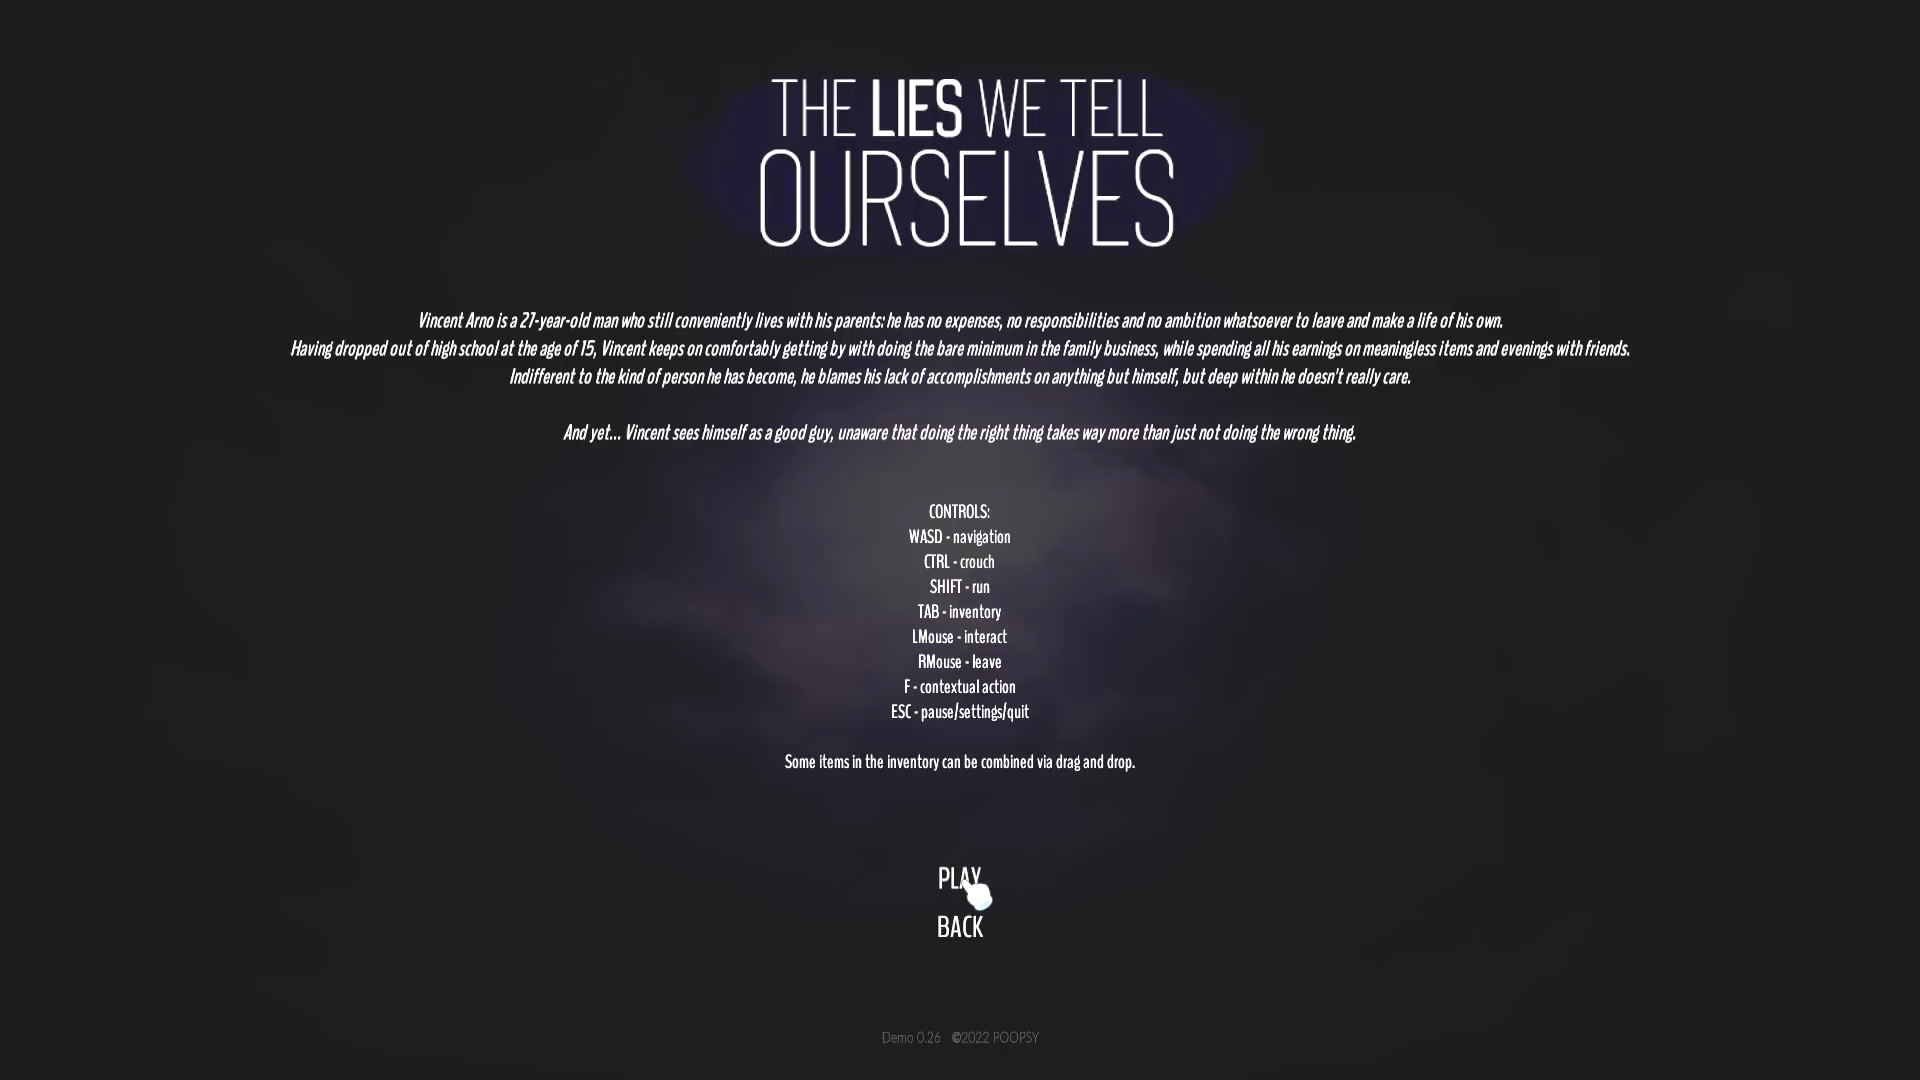 THE LIES WE TELL
OURSELVES
Vincent Arno is a 27-year-old man who still conveniently lives with his parents: he has no expenses, no responsibilities and no ambition whatsoever to leave and make a life of his own.
Having dropped out of high school at the age of 15, Vincent keeps on comfortably getting by with doing the bare minimum in the family business, while spending all his earnings on meaningless items and evenings with friends.
Indifferent to the kind of person he has become, he blames his lack of accomplishments on anything but himself, but deep within he doesn't really care.
And yet... Vincent sees himself as a good guy, unaware that doing the right thing takes way more than just not doing the wrong thing.
CONTROLS:
WASD - navigation
CTRL - crouch
SHIFT - run
TAB - inventory
LMouse - interact
RMouse - leave
F - contextual action
ESC - pause/settings/quit
Some items in the inventory can be combined via drag and drop.
PLAY
BACK
Demo 0.26 ©2022 POOPSY